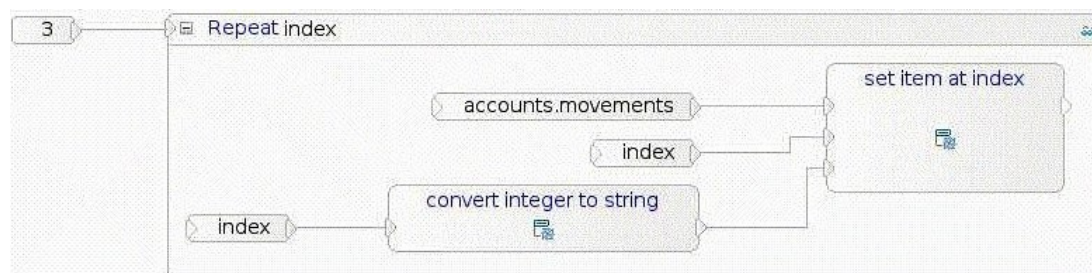 3
Repeat index
set item at index
accounts.movements
index
convert integer to string
index